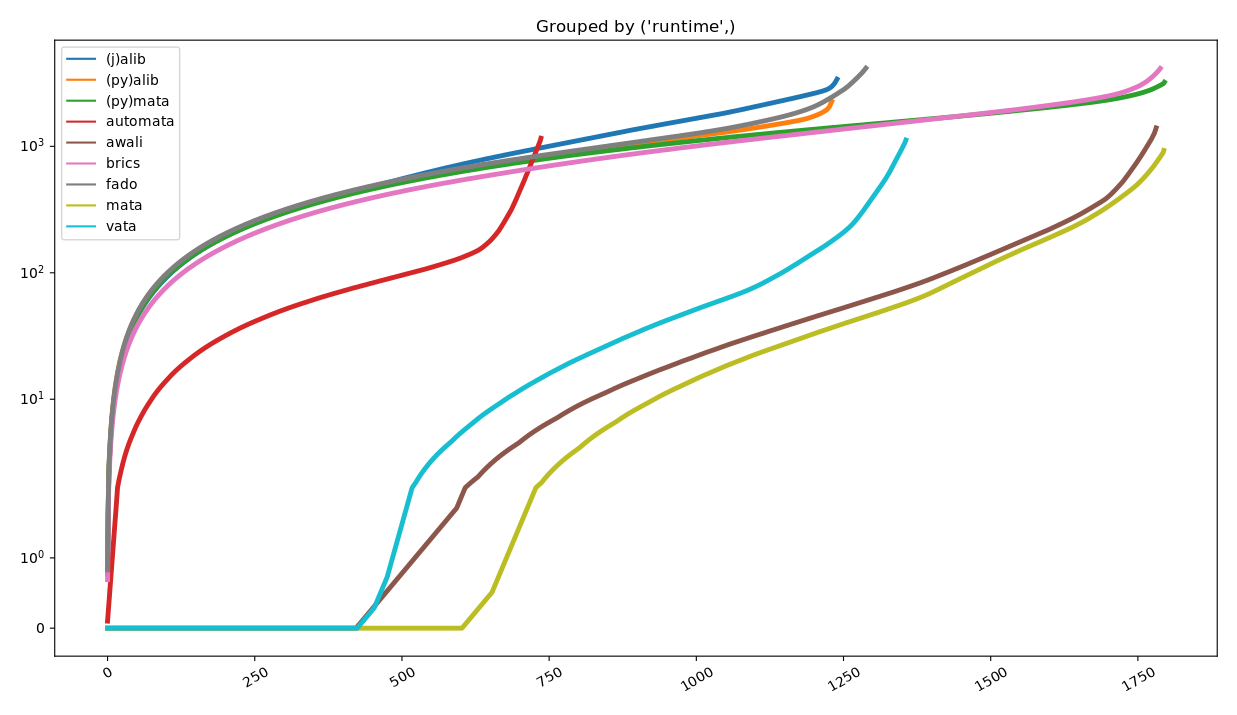 Grouped by ('runtime',)
(j)alib
(py)alib
(py)mata
automata
awali
brics
fado
mata
vata
10³
10²
10¹
10⁰
0
0
250
500
750
1000
1250
1500
1750